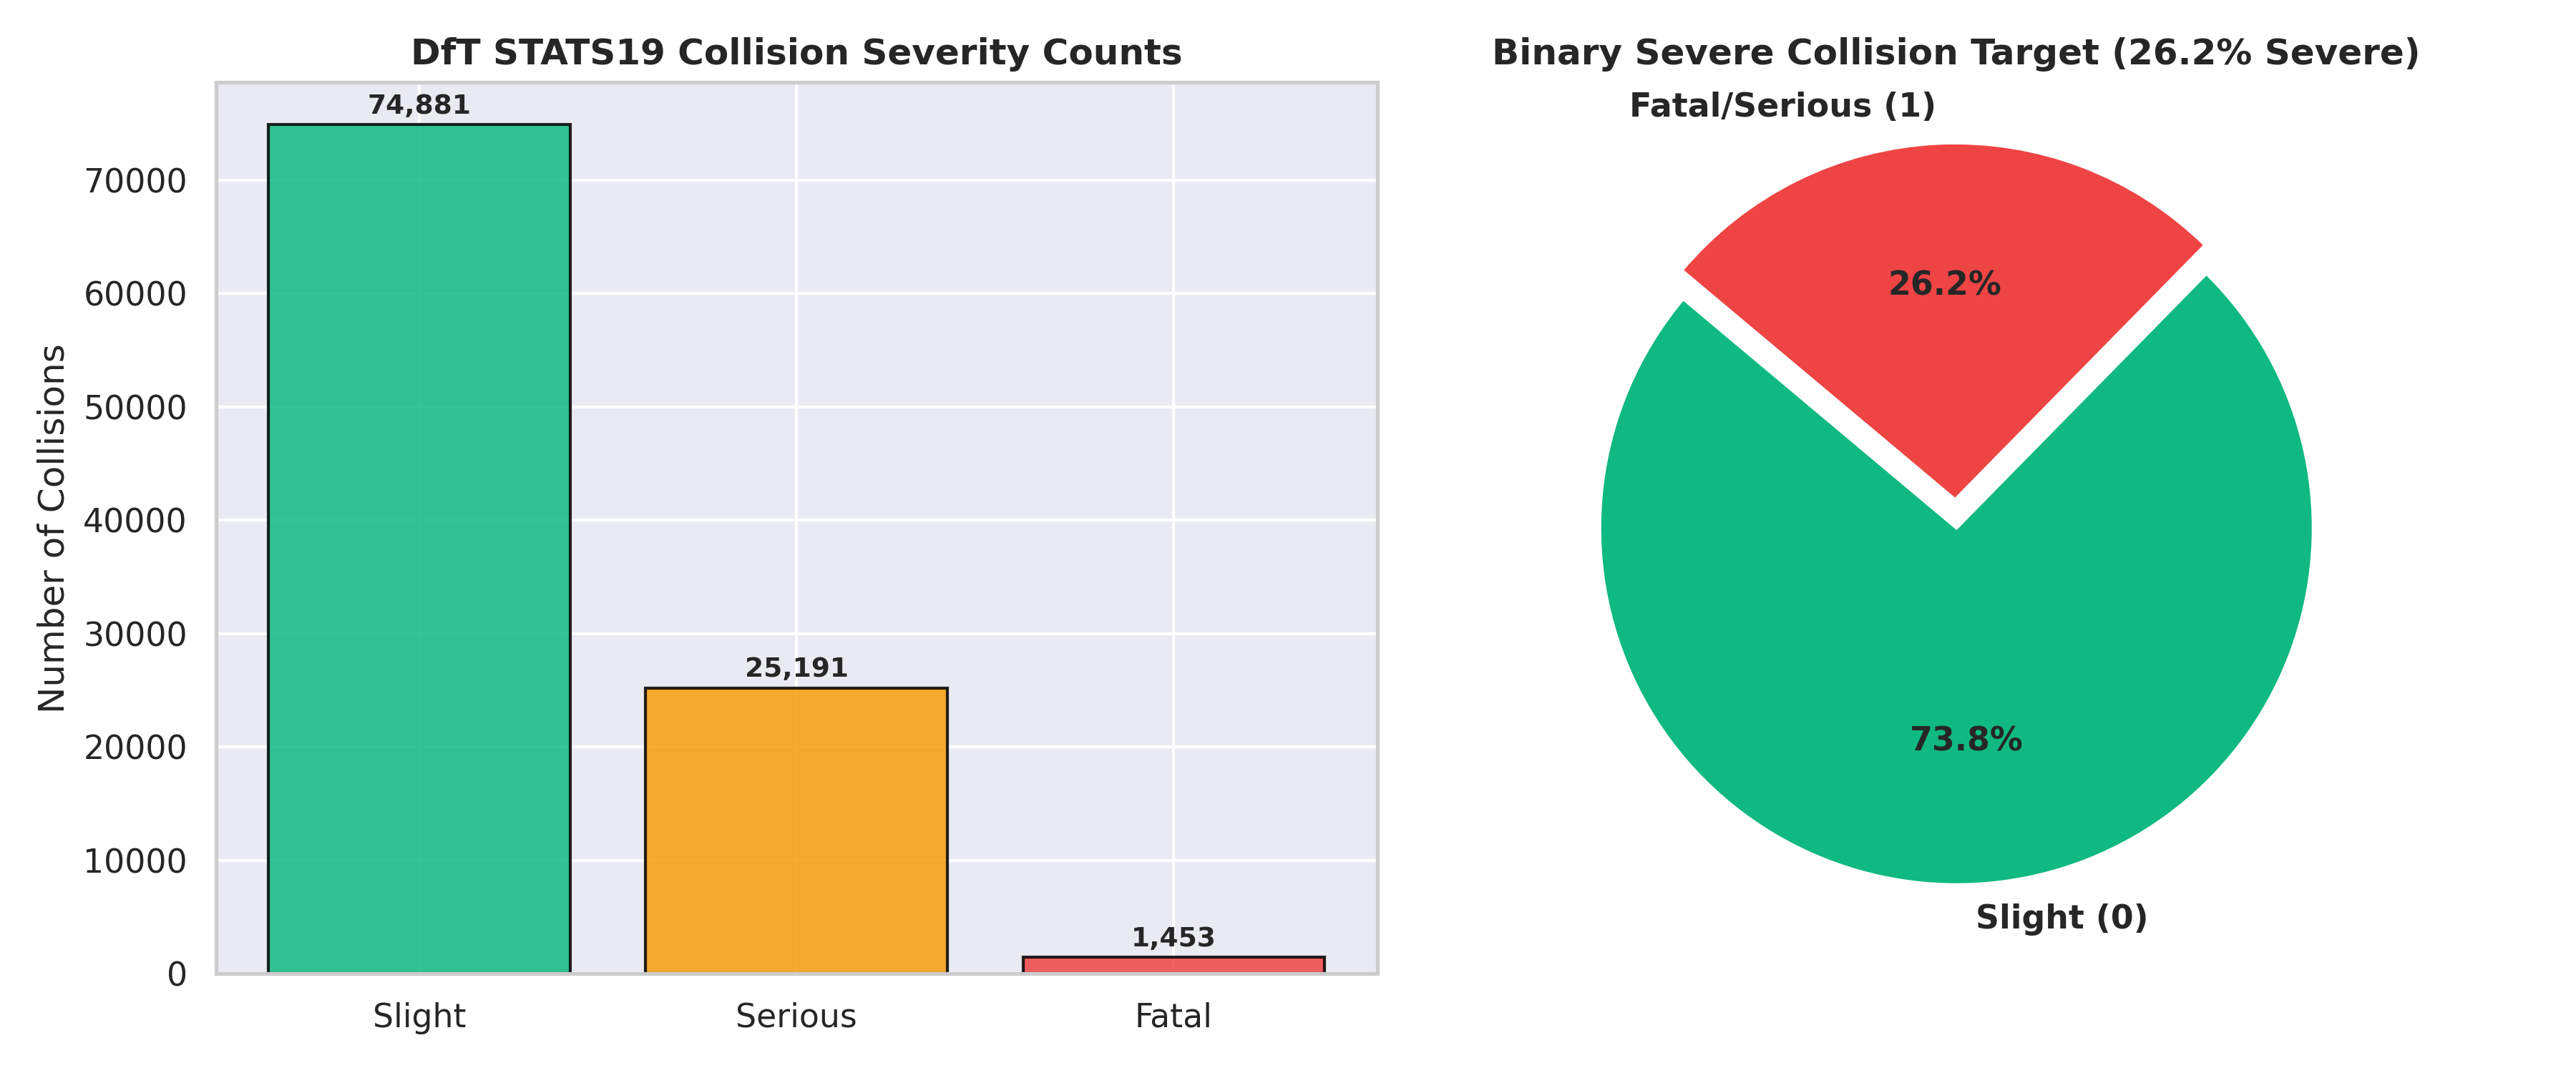 DfT STATS19 Collision Severity Counts
Number of Collisions
70000
60000
50000
40000
30000
20000
10000
0
74,881
25,191
1,453
Slight
Serious
Fatal
Binary Severe Collision Target (26.2% Severe)
Fatal/Serious (1)
26.2%
73.8%
Slight (0)